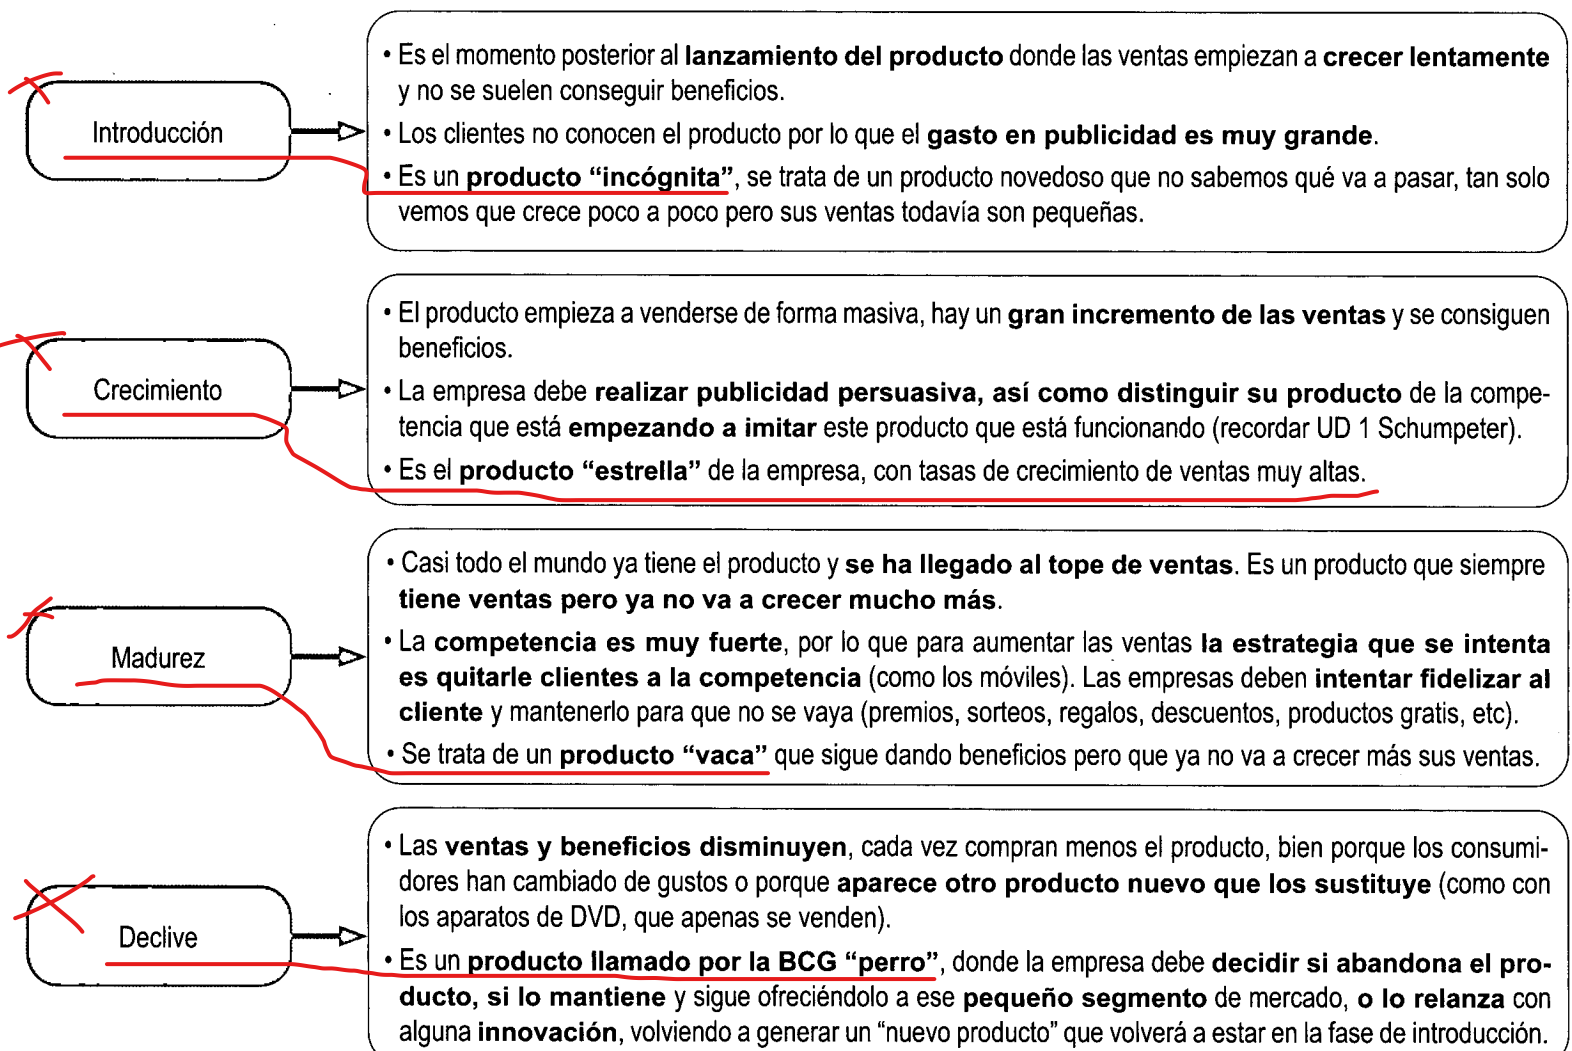 Introducción
• Es el momento posterior al lanzamiento del producto donde las ventas empiezan a crecer lentamente
y no se suelen conseguir beneficios.
• Los clientes no conocen el producto por lo que el gasto en publicidad es muy grande.
• Es un producto “incógnita”, se trata de un producto novedoso que no sabemos qué va a pasar, tan solo
vemos que crece poco a poco pero sus ventas todavía son pequeñas.
Crecimiento
• El producto empieza a venderse de forma masiva, hay un gran incremento de las ventas y se consiguen
beneficios.
• La empresa debe realizar publicidad persuasiva, así como distinguir su producto de la compe-
tencia que está empezando a imitar este producto que está funcionando (recordar UD 1 Schumpeter).
• Es el producto “estrella” de la empresa, con tasas de crecimiento de ventas muy altas.
Madurez
• Casi todo el mundo ya tiene el producto y se ha llegado al tope de ventas. Es un producto que siempre
tiene ventas pero ya no va a crecer mucho más.
• La competencia es muy fuerte, por lo que para aumentar las ventas la estrategia que se intenta
es quitarle clientes a la competencia (como los móviles). Las empresas deben intentar fidelizar al
cliente y mantenerlo para que no se vaya (premios, sorteos, regalos, descuentos, productos gratis, etc).
• Se trata de un producto “vaca” que sigue dando beneficios pero que ya no va a crecer más sus ventas.
Declive
• Las ventas y beneficios disminuyen, cada vez compran menos el producto, bien porque los consumi-
dores han cambiado de gustos o porque aparece otro producto nuevo que los sustituye (como con
los aparatos de DVD, que apenas se venden).
• Es un producto llamado por la BCG “perro”, donde la empresa debe decidir si abandona el pro-
ducto, si lo mantiene y sigue ofreciéndolo a ese pequeño segmento de mercado, o lo relanza con
alguna innovación, volviendo a generar un “nuevo producto” que volverá a estar en la fase de introducción.